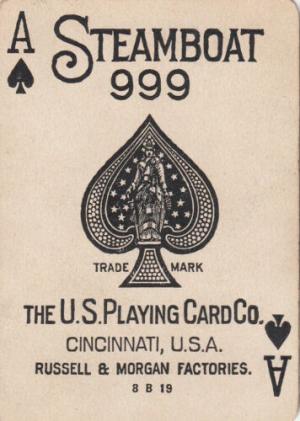 A STEAMBOAT
999
TRADE MARK
THE U.S. PLAYING CARD CO.
CINCINNATI, U.S.A.
RUSSELL & MORGAN FACTORIES.
8 B 19
A